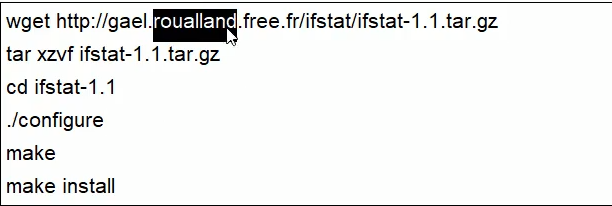 wget http://gael.roualland.free.fr/ifstat/ifstat-1.1.tar.gz
tar xzvf ifstat-1.1.tar.gz
cd ifstat-1.1
./configure
make
make install